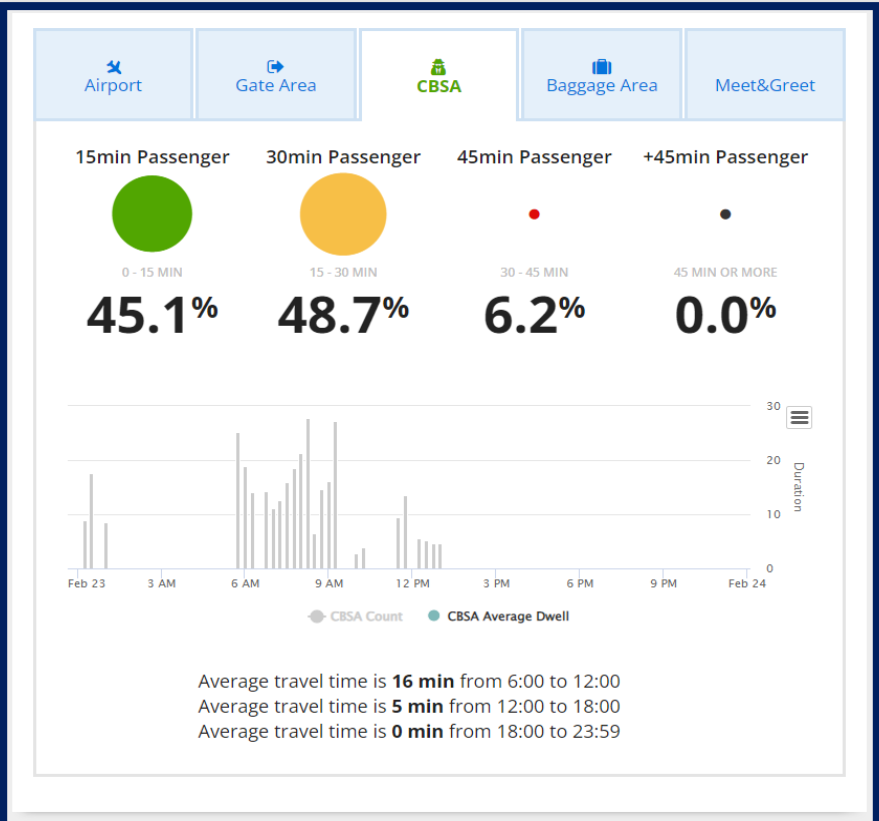 Airport
Gate Area
CBSA
Baggage Area
Meet&Greet
15min Passenger 30min Passenger 45min Passenger +45min Passenger
0 - 15 MIN 15 - 30 MIN 30 - 45 MIN 45 MIN OR MORE
45.1% 48.7% 6.2% 0.0%
30
20
10
0
Duration
Feb 23 3 AM 6 AM 9 AM 12 PM 3 PM 6 PM 9 PM Feb 24
CBSA Count CBSA Average Dwell
Average travel time is 16 min from 6:00 to 12:00
Average travel time is 5 min from 12:00 to 18:00
Average travel time is 0 min from 18:00 to 23:59